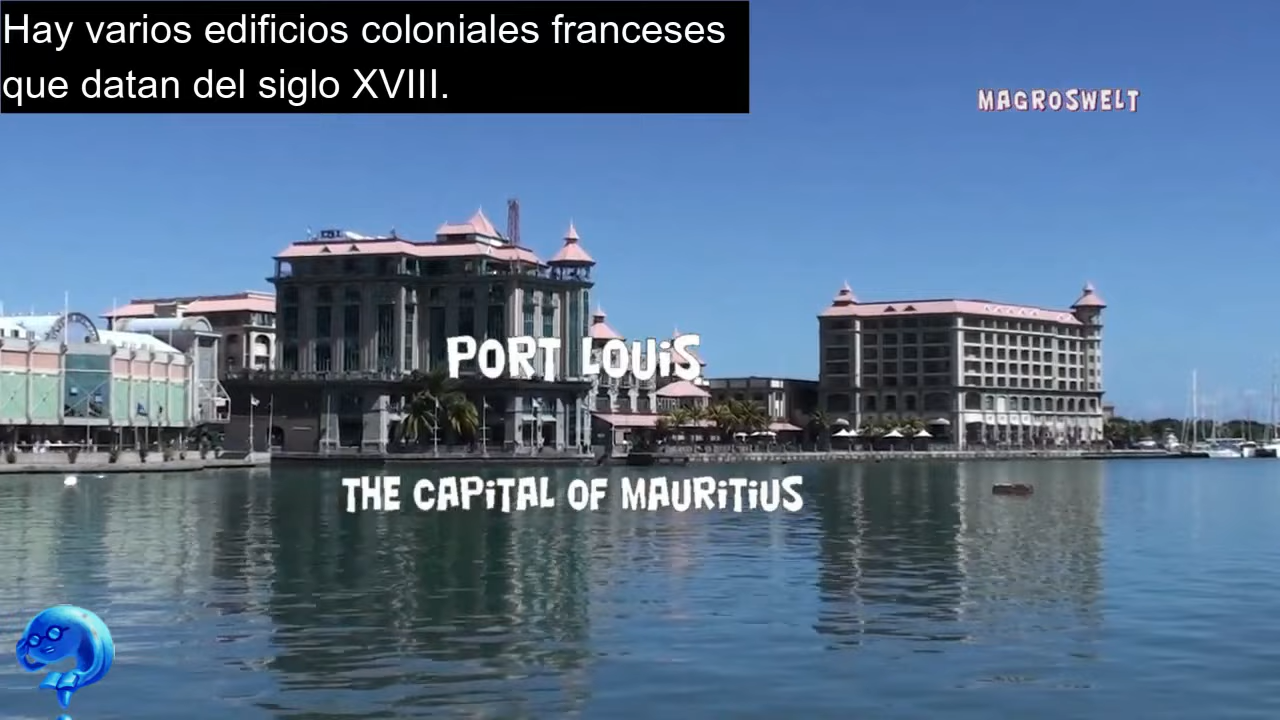 Hay varios edificios coloniales franceses
que datan del siglo XVIII.
MAGROSWELT
PORT LOUiS
THE CAPiTAL OF MAURiTiUS